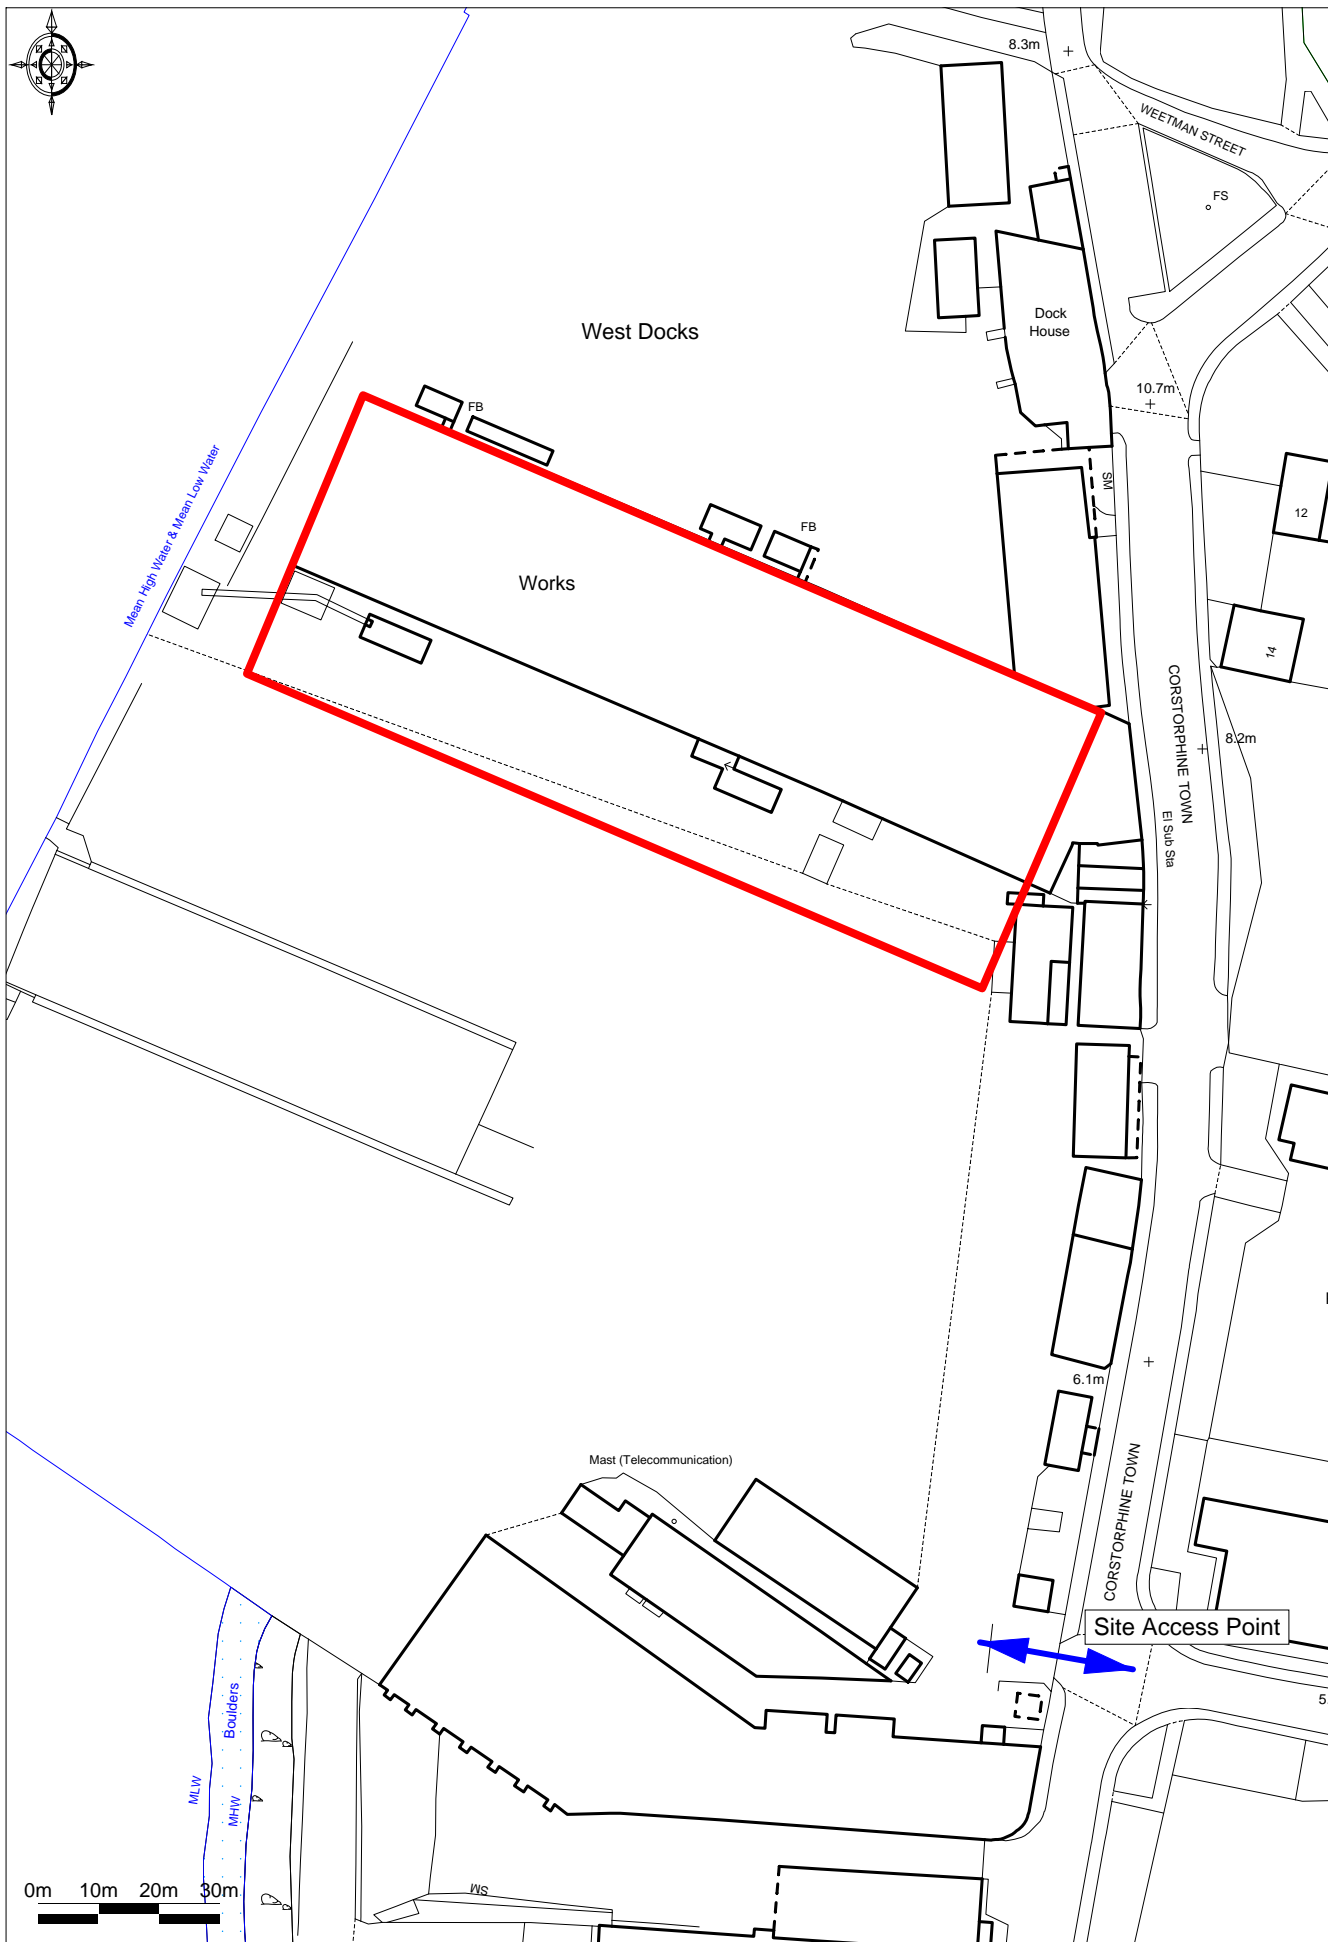 8.3m
WEETMAN STREET
FS
Dock
House
West Docks
10.7m
FB
SM
Mean High Water & Mean Low Water
12
FB
Works
14
CORSTORPHINE TOWN
8.2m
El Sub Sta
6.1m
Mast (Telecommunication)
CORSTORPHINE TOWN
Site Access Point
5.
Boulders
MLW
MHW
0m 10m 20m 30m
SM